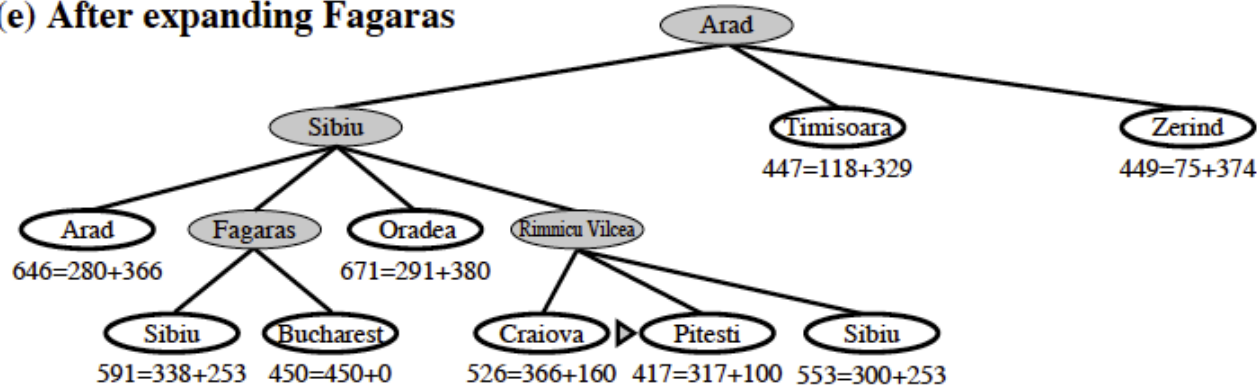 (e) After expanding Fagaras
Arad
Sibiu
Timisoara
Zerind
447=118+329
449=75+374
Arad
Fagaras
Oradea
Rimnicu Vilcea
646=280+366
671=291+380
Sibiu
Bucharest
Craiova
Pitesti
Sibiu
591=338+253
450=450+0
526=366+160
417=317+100
553=300+253